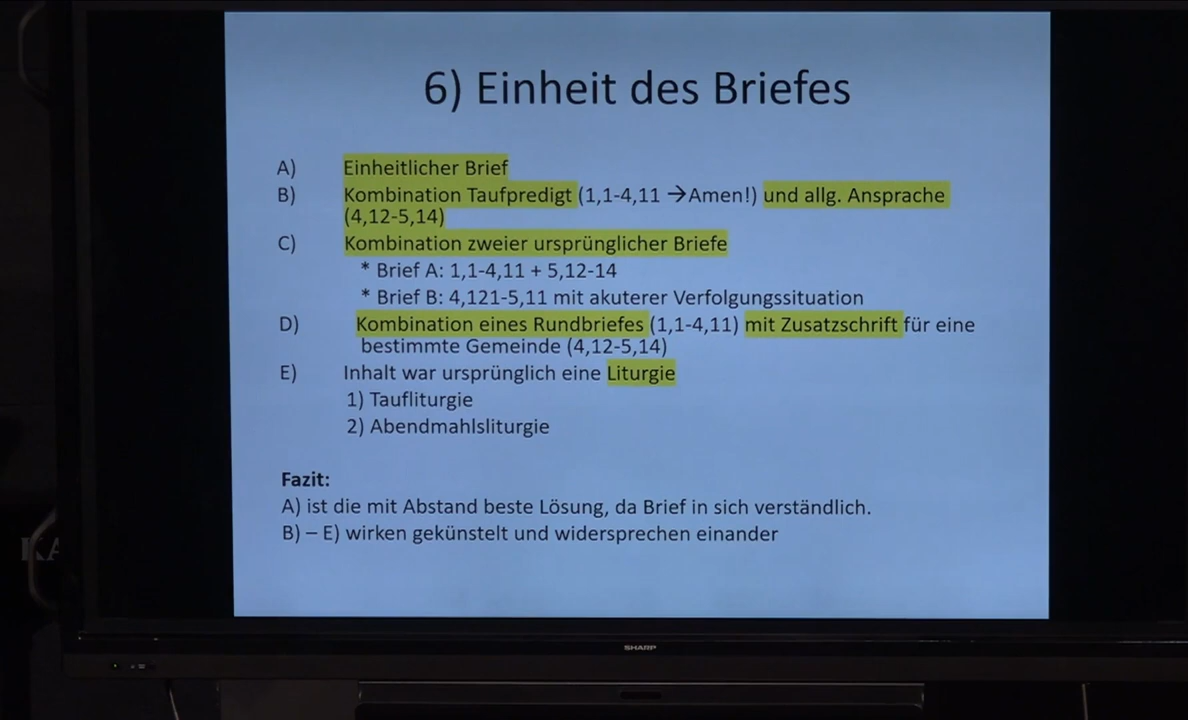 6) Einheit des Briefes
A) Einheitlicher Brief
B) Kombination Taufpredigt (1,1-4,11 →Amen!) und allg. Ansprache
(4,12-5,14)
C) Kombination zweier ursprünglicher Briefe
* Brief A: 1,1-4,11 + 5,12-14
* Brief B: 4,121-5,11 mit akuterer Verfolgungssituation
D) Kombination eines Rundbriefes (1,1-4,11) mit Zusatzschrift für eine
bestimmte Gemeinde (4,12-5,14)
E) Inhalt war ursprünglich eine Liturgie
1) Taufliturgie
2) Abendmahlsliturgie
Fazit:
A) ist die mit Abstand beste Lösung, da Brief in sich verständlich.
B) – E) wirken gekünstelt und widersprechen einander
KA
SHARP